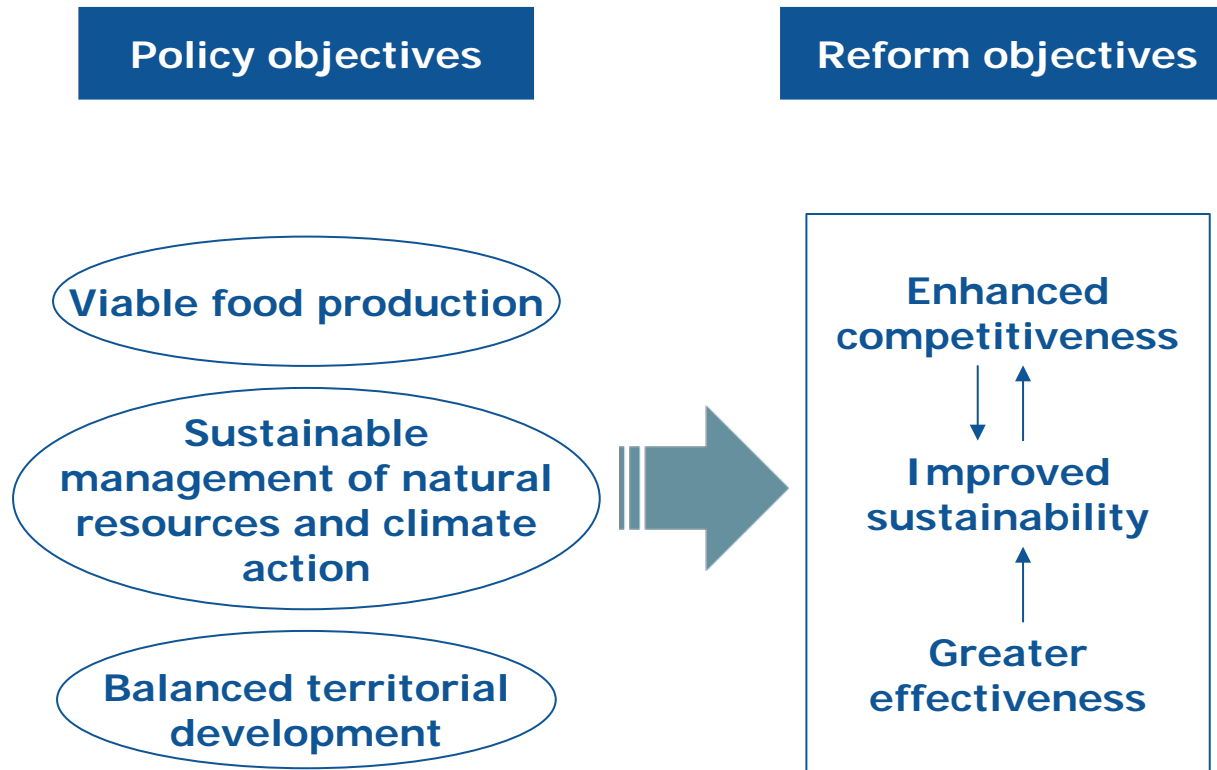 Policy objectives
Reform objectives
Viable food production
Sustainable
management of natural
resources and climate
action
Balanced territorial
development
Enhanced
competitiveness
Improved
sustainability
Greater
effectiveness